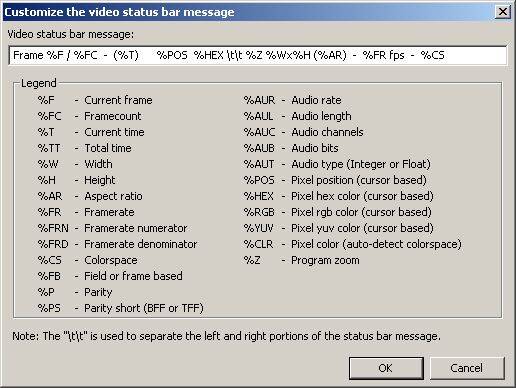 Customize the video status bar message
Video status bar message:
Frame %F / %FC - (%T) %POS %HEX \t\t %Z %Wx%H (%AR) - %FR fps - %CS
Legend
%F - Current frame
%FC - Framecount
%T - Current time
%TT - Total time
%W - Width
%H - Height
%AR - Aspect ratio
%FR - Framerate
%FRN - Framerate numerator
%FRD - Framerate denominator
%CS - Colorspace
%FB - Field or frame based
%P - Parity
%PS - Parity short (BFF or TFF)
%AUR - Audio rate
%AUL - Audio length
%AUC - Audio channels
%AUB - Audio bits
%AUT - Audio type (Integer or Float)
%POS - Pixel position (cursor based)
%HEX - Pixel hex color (cursor based)
%RGB - Pixel rgb color (cursor based)
%YUV - Pixel yuv color (cursor based)
%CLR - Pixel color (auto-detect colorspace)
%Z - Program zoom
Note: The "\t\t" is used to separate the left and right portions of the status bar message.
OK
Cancel